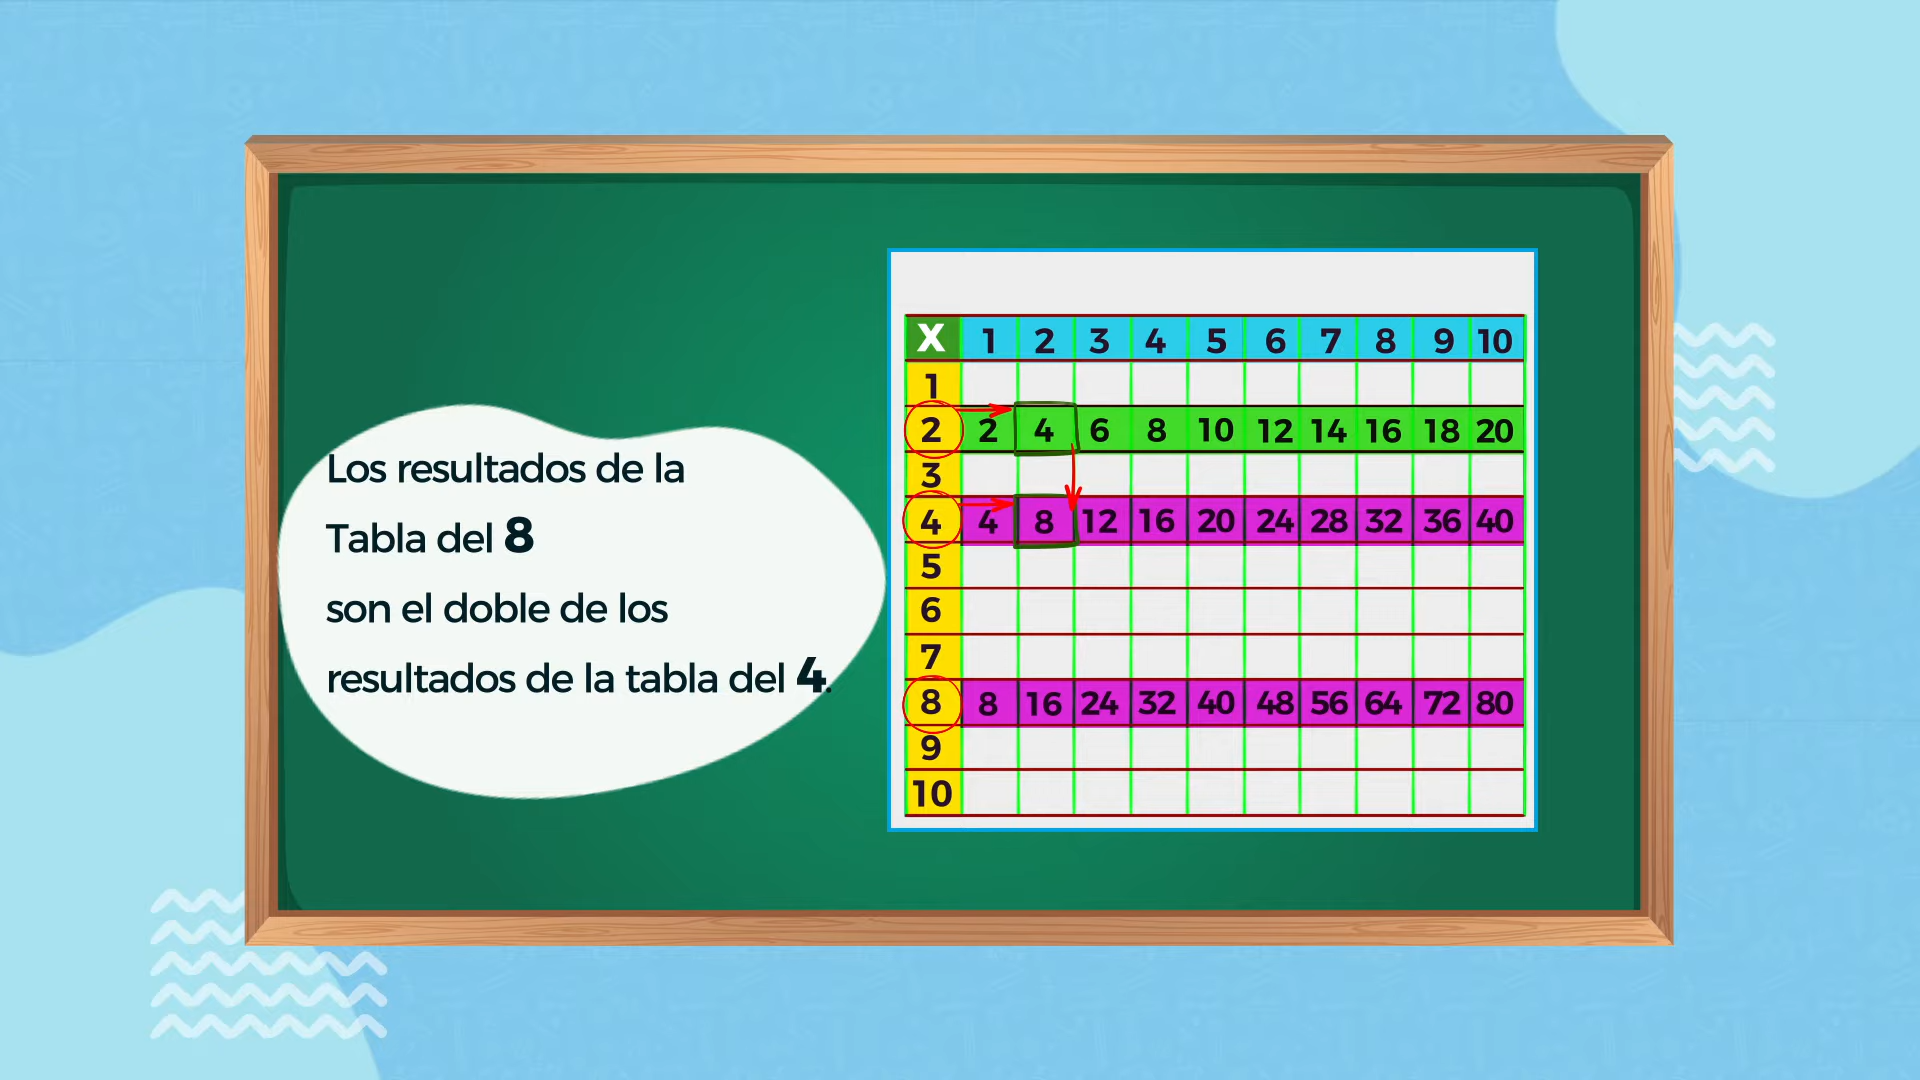 Los resultados de la
Tabla del 8
son el doble de los
resultados de la tabla del 4.
X 1 2 3 4 5 6 7 8 9 10
1
2 2 4 6 8 10 12 14 16 18 20
3
4 4 8 12 16 20 24 28 32 36 40
5
6
7
8 8 16 24 32 40 48 56 64 72 80
9
10